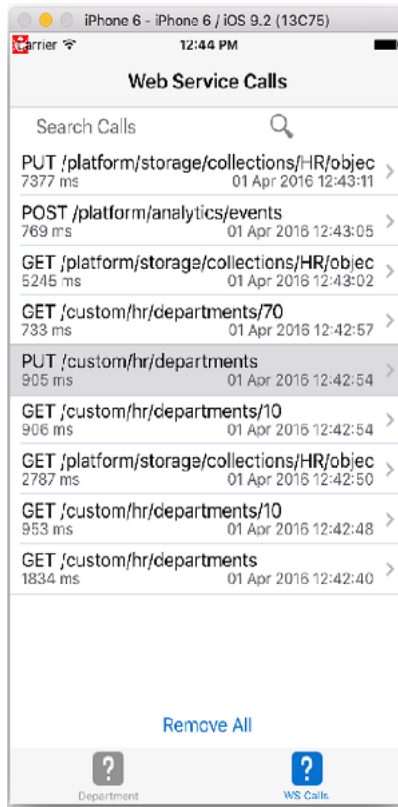 iPhone 6 - iPhone 6 / iOS 9.2 (13C75)
Carrier 12:44 PM
Web Service Calls
Search Calls
PUT /platform/storage/collections/HR/objec
7377 ms 01 Apr 2016 12:43:11
POST /platform/analytics/events
769 ms 01 Apr 2016 12:43:05
GET /platform/storage/collections/HR/objec
5245 ms 01 Apr 2016 12:43:02
GET /custom/hr/departments/70
733 ms 01 Apr 2016 12:42:57
PUT /custom/hr/departments
905 ms 01 Apr 2016 12:42:54
GET /custom/hr/departments/10
906 ms 01 Apr 2016 12:42:54
GET /platform/storage/collections/HR/objec
2787 ms 01 Apr 2016 12:42:50
GET /custom/hr/departments/10
953 ms 01 Apr 2016 12:42:48
GET /custom/hr/departments
1834 ms 01 Apr 2016 12:42:40
Remove All
? ?
Department WS Calls